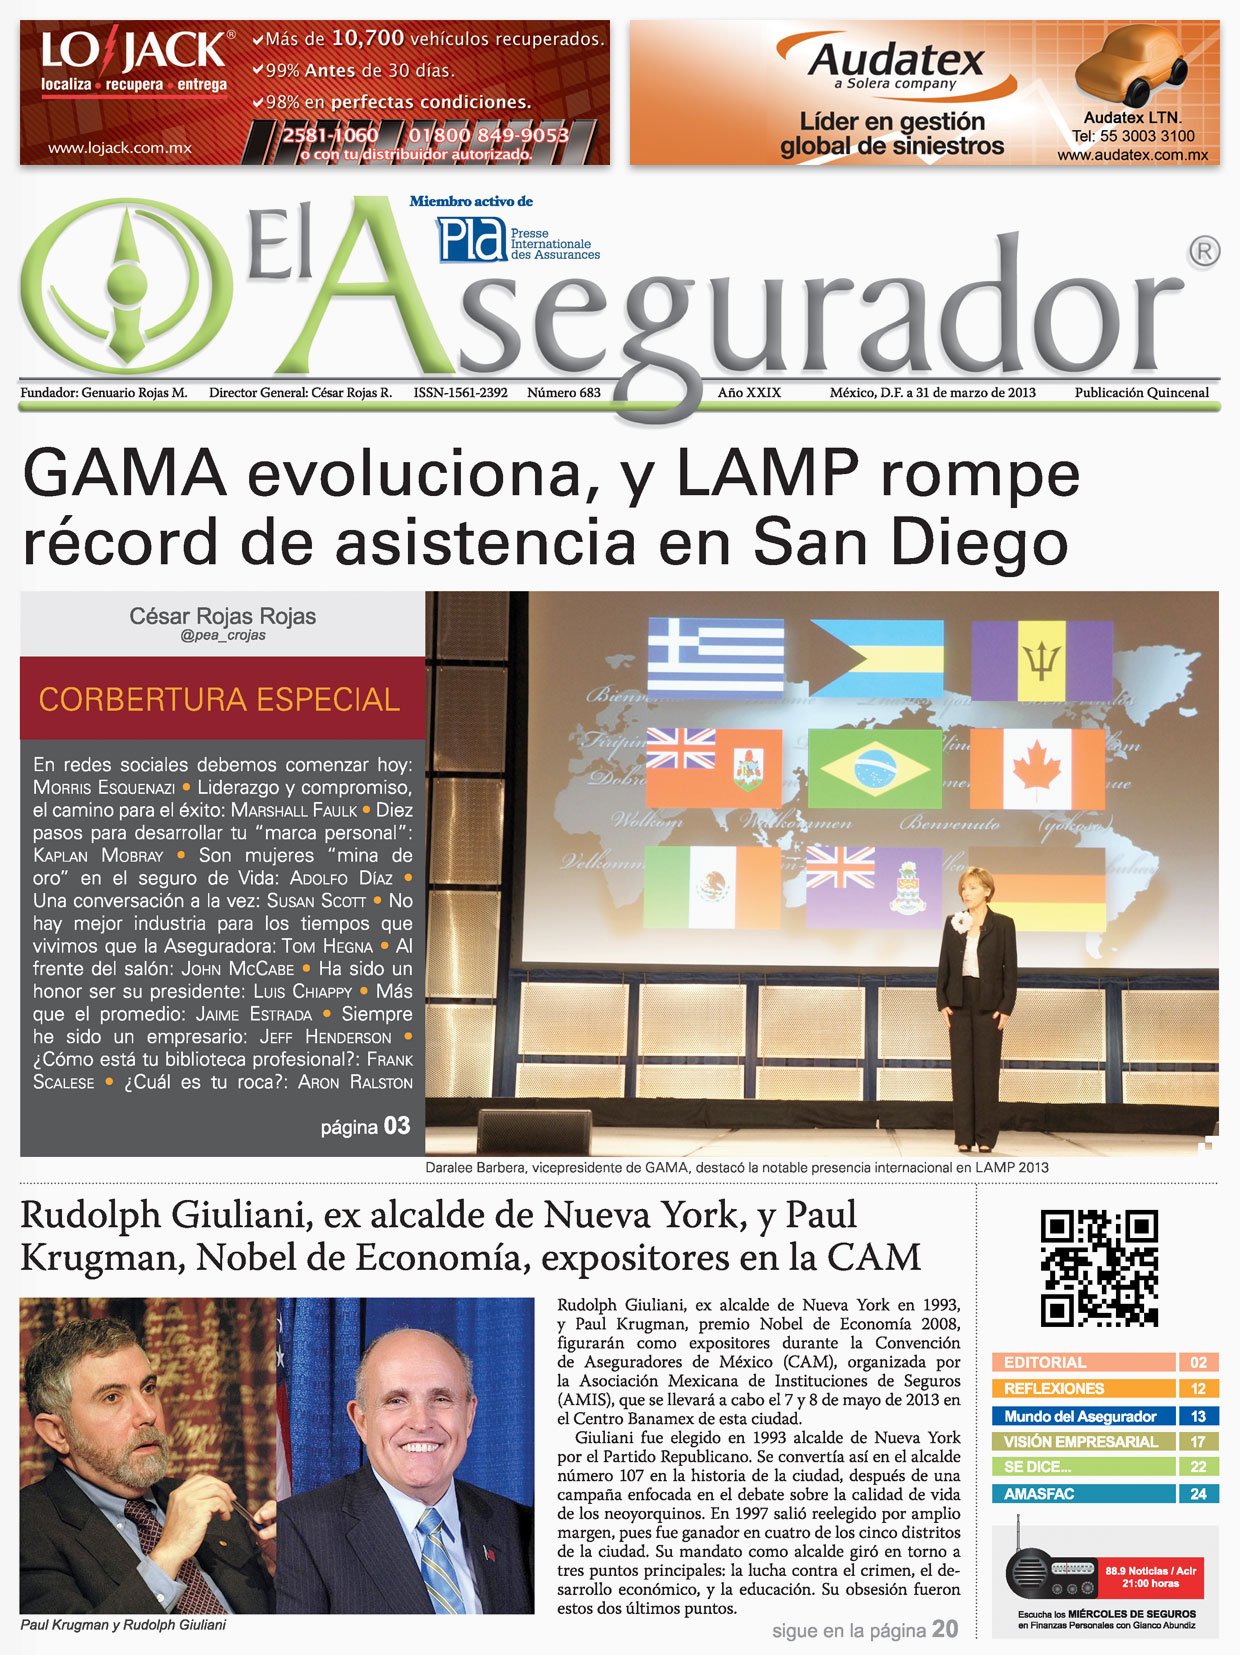 LO JACK®
localiza • recupera • entrega
www.lojack.com.mx
✓Más de 10,700 vehículos recuperados.
✓99% Antes de 30 días.
✓98% en perfectas condiciones.
2581-1060 01800 849-9053
o con tu distribuidor autorizado.
Audatex
a Solera company
Líder en gestión
global de siniestros
Audatex LTN.
Tel: 55 3003 3100
www.audatex.com.mx
Miembro activo de
PIA
Presse
Internationale
des Assurances
El Asegurador®
Fundador: Genuario Rojas M. Director General: César Rojas R. ISSN-1561-2392 Número 683 Año XXIX México, D.F. a 31 de marzo de 2013 Publicación Quincenal
GAMA evoluciona, y LAMP rompe
récord de asistencia en San Diego
César Rojas Rojas
@pea_crojas
CORBERTURA ESPECIAL
En redes sociales debemos comenzar hoy:
MORRIS ESQUENAZI • Liderazgo y compromiso,
el camino para el éxito: MARSHALL FAULK • Diez
pasos para desarrollar tu “marca personal”:
KAPLAN MOBRAY • Son mujeres “mina de
oro” en el seguro de Vida: ADOLFO DÍAZ •
Una conversación a la vez: SUSAN SCOTT • No
hay mejor industria para los tiempos que
vivimos que la Aseguradora: TOM HEGNA • Al
frente del salón: JOHN MCCABE • Ha sido un
honor ser su presidente: LUIS CHIAPPY • Más
que el promedio: JAIME ESTRADA • Siempre
he sido un empresario: JEFF HENDERSON •
¿Cómo está tu biblioteca profesional?: FRANK
SCALESE • ¿Cuál es tu roca?: ARON RALSTON
página 03
Wolkom
Wilkommen
Benvenuto
(yōkoso)
Daralee Barbera, vicepresidente de GAMA, destacó la notable presencia internacional en LAMP 2013
Rudolph Giuliani, ex alcalde de Nueva York, y Paul
Krugman, Nobel de Economía, expositores en la CAM
Paul Krugman y Rudolph Giuliani
Rudolph Giuliani, ex alcalde de Nueva York en 1993,
y Paul Krugman, premio Nobel de Economía 2008,
figurarán como expositores durante la Convención
de Aseguradores de México (CAM), organizada por
la Asociación Mexicana de Instituciones de Seguros
(AMIS), que se llevará a cabo el 7 y 8 de mayo de 2013 en
el Centro Banamex de esta ciudad.
Giuliani fue elegido en 1993 alcalde de Nueva York
por el Partido Republicano. Se convertía así en el alcalde
número 107 en la historia de la ciudad, después de una
campaña enfocada en el debate sobre la calidad de vida
de los neoyorquinos. En 1997 salió reelegido por amplio
margen, pues fue ganador en cuatro de los cinco distritos
de la ciudad. Su mandato como alcalde giró en torno a
tres puntos principales: la lucha contra el crimen, el de-
sarrollo económico, y la educación. Su obsesión fueron
estos dos últimos puntos.
sigue en la página 20
EDITORIAL 02
REFLEXIONES 12
Mundo del Asegurador 13
VISIÓN EMPRESARIAL 17
SE DICE... 22
AMASFAC 24
88.9 Noticias / Acir
21:00 horas
Escucha los MIÉRCOLES DE SEGUROS
en Finanzas Personales con Gianco Abundiz